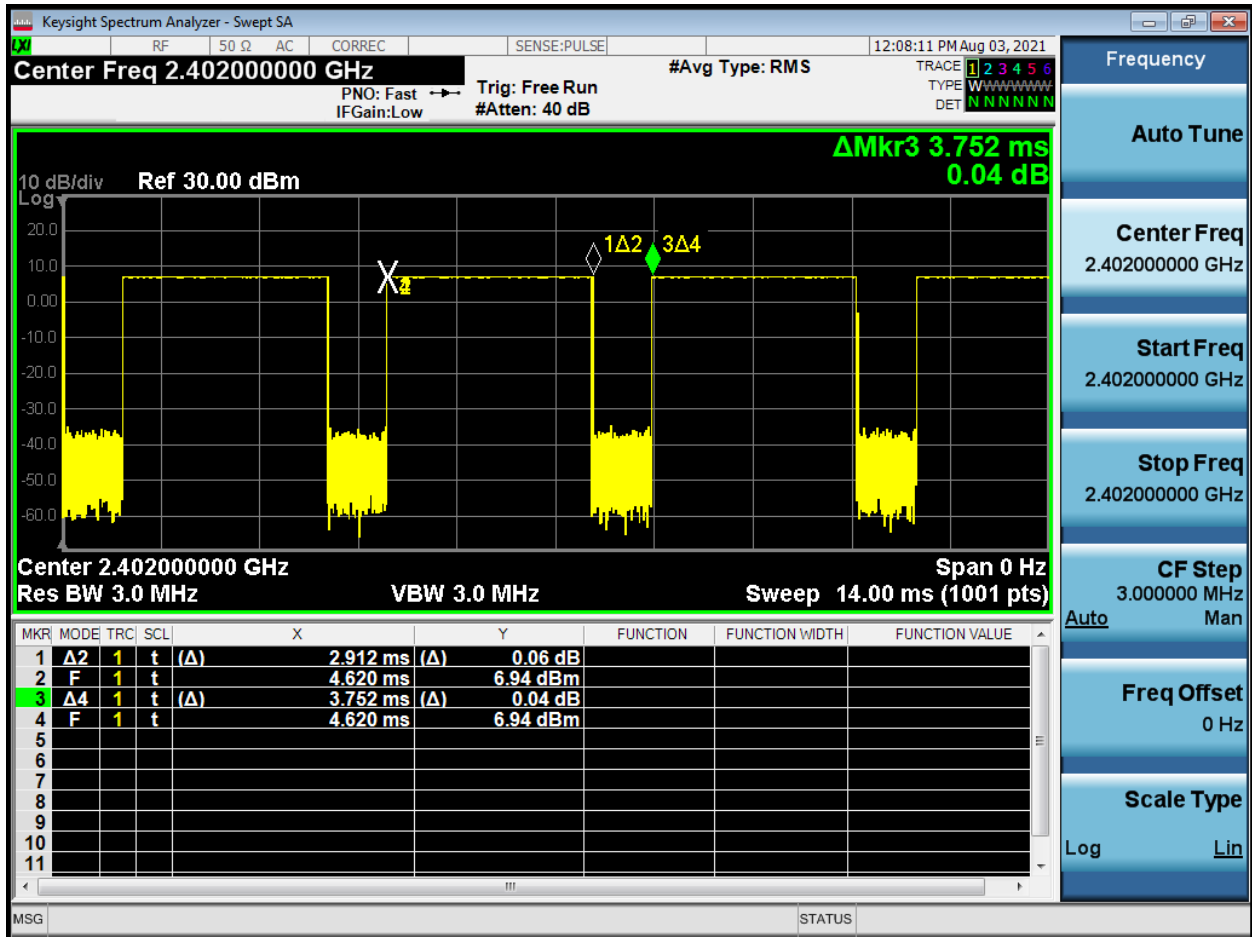 Keysight Spectrum Analyzer - Swept SA
LXI RF 50 Ω AC CORREC SENSE:PULSE 12:08:11 PM Aug 03, 2021
Center Freq 2.402000000 GHz
PNO: Fast
IFGain:Low
Trig: Free Run
#Atten: 40 dB
#Avg Type: RMS
TRACE 1 2 3 4 5 6
TYPE WWWWWW
DET N N N N N N
ΔMkr3 3.752 ms
0.04 dB
10 dB/div Ref 30.00 dBm
Log
20.0
10.0
0.00
-10.0
-20.0
-30.0
-40.0
-50.0
-60.0
1Δ2 3Δ4
Center 2.402000000 GHz Span 0 Hz
Res BW 3.0 MHz VBW 3.0 MHz Sweep 14.00 ms (1001 pts)
MKR MODE TRC SCL X Y FUNCTION FUNCTION WIDTH FUNCTION VALUE
1 Δ2 1 t (Δ) 2.912 ms (Δ) 0.06 dB
2 F 1 t 4.620 ms 6.94 dBm
3 Δ4 1 t (Δ) 3.752 ms (Δ) 0.04 dB
4 F 1 t 4.620 ms 6.94 dBm
5
6
7
8
9
10
11
MSG STATUS
Frequency
Auto Tune
Center Freq
2.402000000 GHz
Start Freq
2.402000000 GHz
Stop Freq
2.402000000 GHz
CF Step
3.000000 MHz
Auto Man
Freq Offset
0 Hz
Scale Type
Log Lin